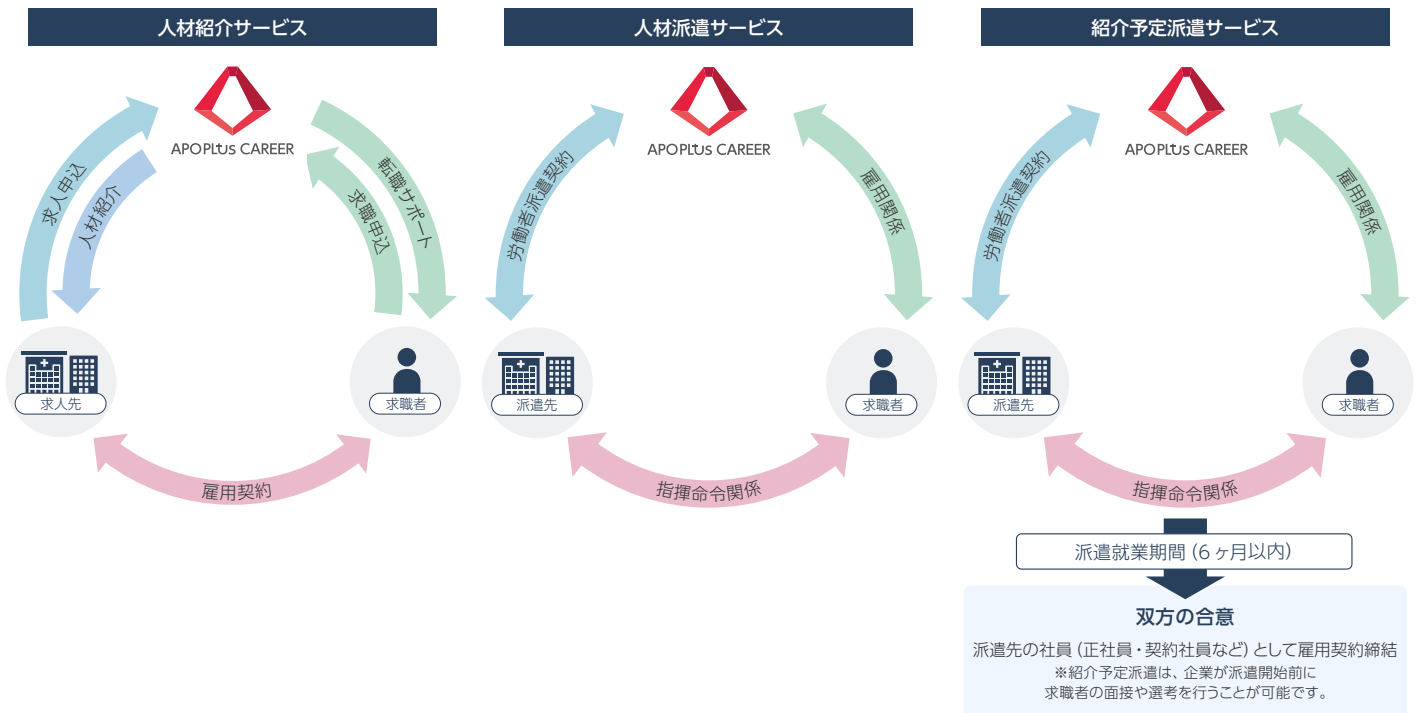 人材紹介サービス
APOPLUS CAREER
求人申込
人材紹介
転職サポート
求職申込
求人先
求職者
雇用契約
人材派遣サービス
APOPLUS CAREER
労働者派遣契約
雇用関係
派遣先
求職者
指揮命令関係
紹介予定派遣サービス
APOPLUS CAREER
労働者派遣契約
雇用関係
派遣先
求職者
指揮命令関係
派遣就業期間（6ヶ月以内）
双方の合意
派遣先の社員（正社員・契約社員など）として雇用契約締結
※紹介予定派遣は、企業が派遣開始前に
求職者の面接や選考を行うことが可能です。